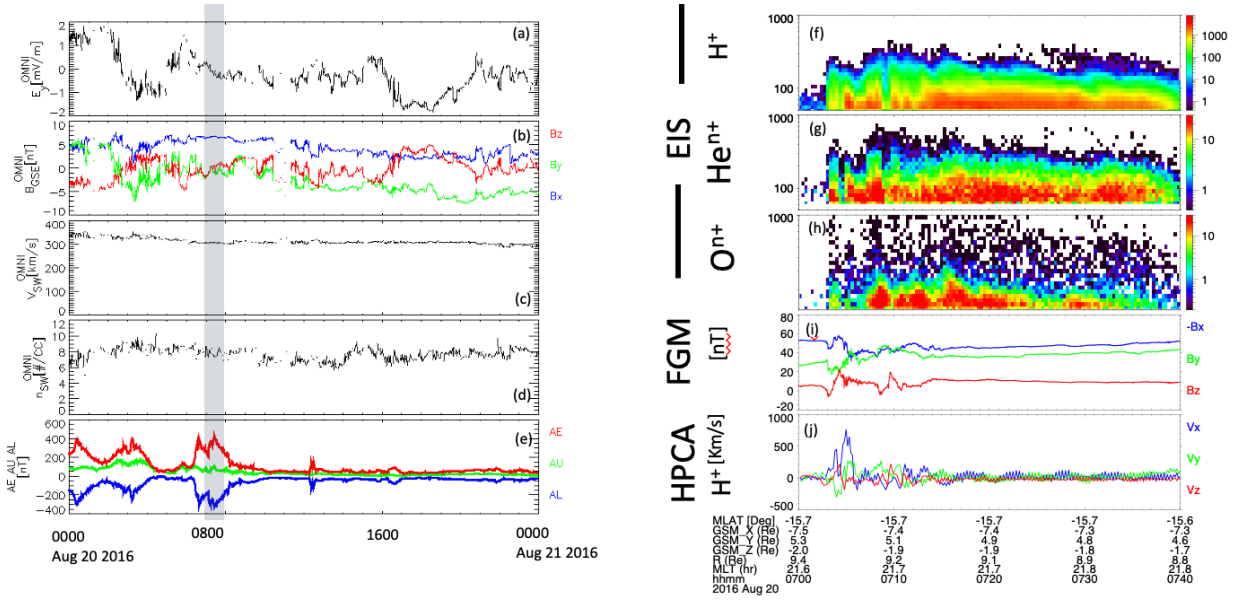 (a)
OMNI
Ey[mV/m]
2
1
0
−1
−2
(b)
OMNI
BGSE[nT]
10
5
0
−5
−10
Bz
By
Bx
(c)
OMNI
VSW[km/s]
400
300
200
100
0
(d)
OMNI
nSW[#/CC]
12
10
8
6
4
2
0
(e)
AE, AU, AL
[nT]
600
400
200
0
−200
−400
AE
AU
AL
0000 0800 1600 0000
Aug 20 2016 Aug 21 2016
EIS
H+
(f)
1000
100
1000
100
10
1
Hen+
(g)
1000
100
10
1
On+
(h)
1000
10
1
FGM
[nT]
(i)
80
60
40
20
0
-20
-Bx
By
Bz
HPCA
H+ [Km/s]
(j)
1000
500
0
-500
Vx
Vy
Vz
MLAT [Deg] -15.7 -15.7 -15.7 -15.7 -15.6
GSM_X (Re) -7.5 -7.4 -7.4 -7.3 -7.3
GSM_Y (Re) 5.3 5.1 4.9 4.8 4.6
GSM_Z (Re) -2.0 -1.9 -1.9 -1.8 -1.7
R (Re) 9.4 9.2 9.1 8.9 8.8
MLT (hr) 21.6 21.7 21.7 21.8 21.8
hhmm 0700 0710 0720 0730 0740
2016 Aug 20